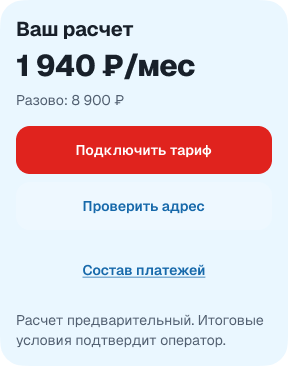 Ваш расчет
1 940 ₽/мес
Разово: 8 900 ₽
Подключить тариф
Проверить адрес
Состав платежей
Расчет предварительный. Итоговые
условия подтвердит оператор.